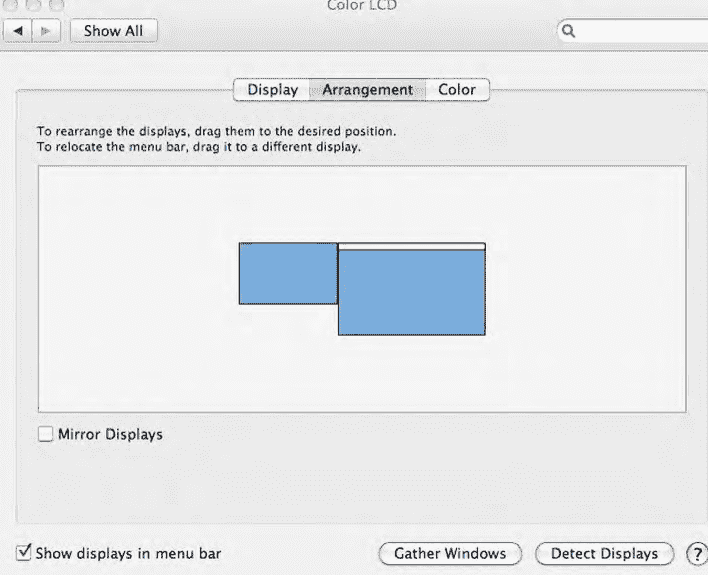 Color LCD
Show All
Display Arrangement Color
To rearrange the displays, drag them to the desired position.
To relocate the menu bar, drag it to a different display.
Mirror Displays
Show displays in menu bar
Gather Windows Detect Displays ?